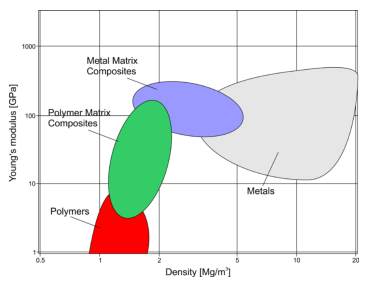 Young's modulus [GPa]
1000
100
10
1
Metal Matrix
Composites
Polymer Matrix
Composites
Polymers
Metals
0.5
1
2
5
10
20
Density [Mg/m³]